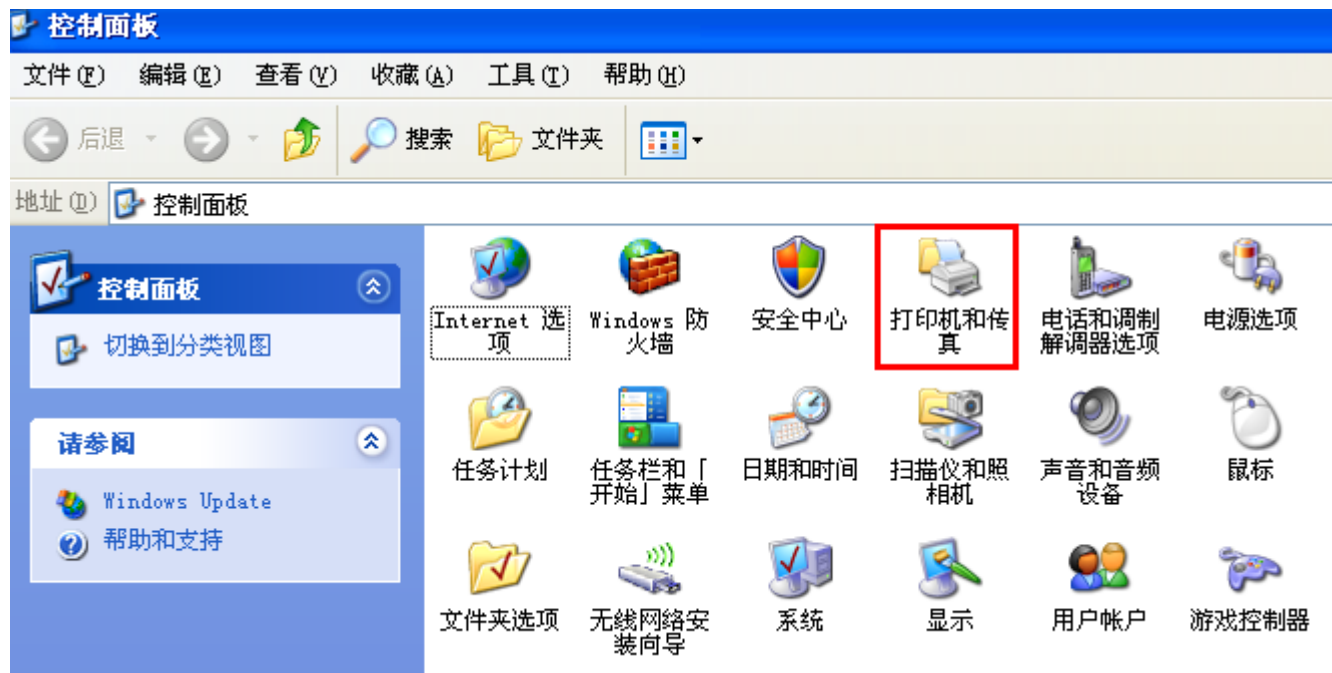 控制面板
文件(F) 编辑(E) 查看(V) 收藏(A) 工具(T) 帮助(H)
后退 搜索 文件夹
地址(D) 控制面板
控制面板
切换到分类视图
请参阅
Windows Update
帮助和支持
Internet 选
项
Windows 防
火墙
安全中心
打印机和传
真
电话和调制
解调器选项
电源选项
任务计划
任务栏和「
开始」菜单
日期和时间
扫描仪和照
相机
声音和音频
设备
鼠标
文件夹选项
无线网络安
装向导
系统
显示
用户帐户
游戏控制器